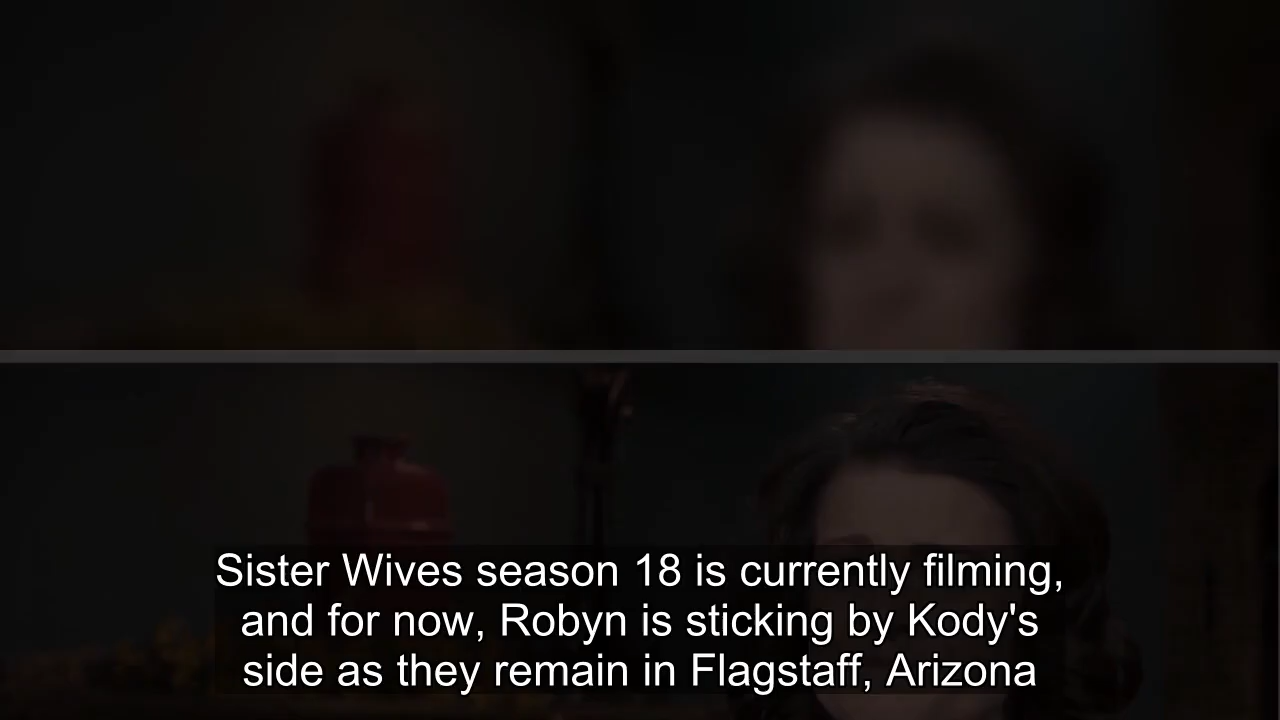 Sister Wives season 18 is currently filming,
and for now, Robyn is sticking by Kody's
side as they remain in Flagstaff, Arizona